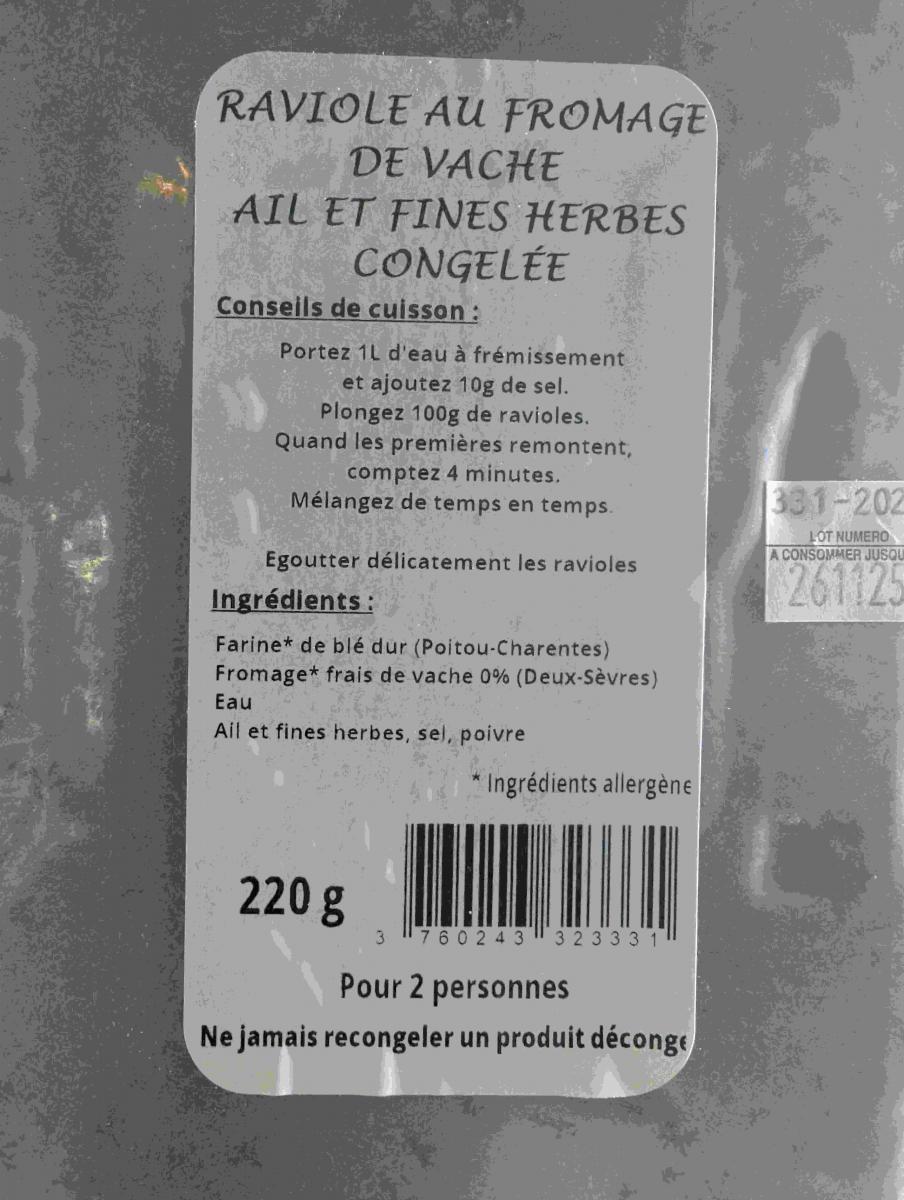 RAVIOLE AU FROMAGE
DE VACHE
AIL ET FINES HERBES
CONGELÉE
Conseils de cuisson :
Portez 1L d'eau à frémissement
et ajoutez 10g de sel.
Plongez 100g de ravioles.
Quand les premières remontent,
comptez 4 minutes.
Mélangez de temps en temps.
Egoutter délicatement les ravioles
Ingrédients :
Farine* de blé dur (Poitou-Charentes)
Fromage* frais de vache 0% (Deux-Sèvres)
Eau
Ail et fines herbes, sel, poivre
* Ingrédients allergène
220 g
3 760243 323331
Pour 2 personnes
Ne jamais recongeler un produit déconge
331-202
LOT NUMERO
A CONSOMMER JUSQU
261125